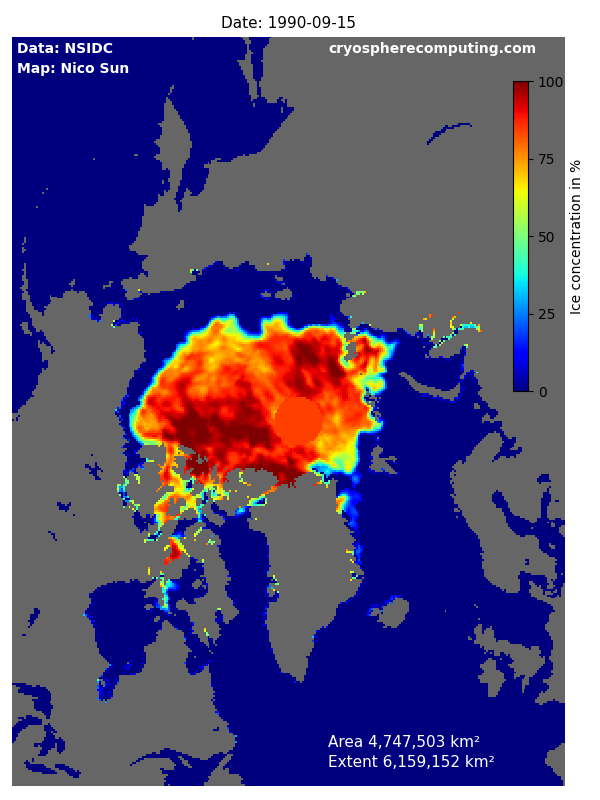 Date: 1990-09-15
Data: NSIDC
cryospherecomputing.com
Map: Nico Sun
100
75
50
25
0
Ice concentration in %
Area 4,747,503 km²
Extent 6,159,152 km²